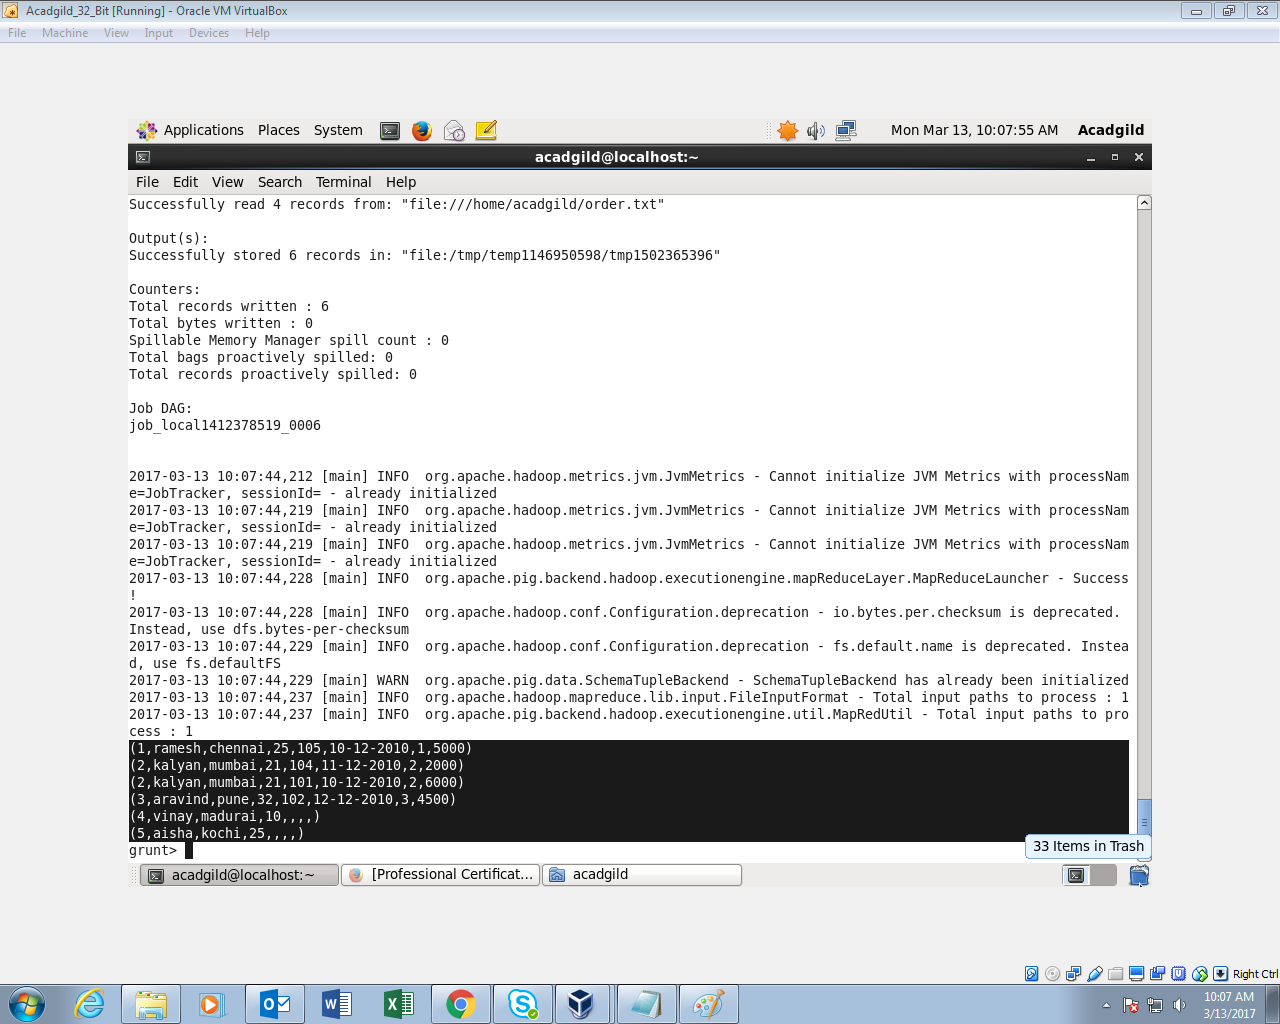 Acadgild_32_Bit [Running] - Oracle VM VirtualBox
File Machine View Input Devices Help
Applications Places System Mon Mar 13, 10:07:55 AM Acadgild
acadgild@localhost:~
File Edit View Search Terminal Help
Successfully read 4 records from: "file:///home/acadgild/order.txt"
Output(s):
Successfully stored 6 records in: "file:/tmp/temp1146950598/tmp1502365396"
Counters:
Total records written : 6
Total bytes written : 0
Spillable Memory Manager spill count : 0
Total bags proactively spilled: 0
Total records proactively spilled: 0
Job DAG:
job_local1412378519_0006
2017-03-13 10:07:44,212 [main] INFO  org.apache.hadoop.metrics.jvm.JvmMetrics - Cannot initialize JVM Metrics with processNam
e=JobTracker, sessionId= - already initialized
2017-03-13 10:07:44,219 [main] INFO  org.apache.hadoop.metrics.jvm.JvmMetrics - Cannot initialize JVM Metrics with processNam
e=JobTracker, sessionId= - already initialized
2017-03-13 10:07:44,219 [main] INFO  org.apache.hadoop.metrics.jvm.JvmMetrics - Cannot initialize JVM Metrics with processNam
e=JobTracker, sessionId= - already initialized
2017-03-13 10:07:44,228 [main] INFO  org.apache.pig.backend.hadoop.executionengine.mapReduceLayer.MapReduceLauncher - Success
!
2017-03-13 10:07:44,228 [main] INFO  org.apache.hadoop.conf.Configuration.deprecation - io.bytes.per.checksum is deprecated.
Instead, use dfs.bytes-per-checksum
2017-03-13 10:07:44,229 [main] INFO  org.apache.hadoop.conf.Configuration.deprecation - fs.default.name is deprecated. Instea
d, use fs.defaultFS
2017-03-13 10:07:44,229 [main] WARN  org.apache.pig.data.SchemaTupleBackend - SchemaTupleBackend has already been initialized
2017-03-13 10:07:44,237 [main] INFO  org.apache.hadoop.mapreduce.lib.input.FileInputFormat - Total input paths to process : 1
2017-03-13 10:07:44,237 [main] INFO  org.apache.pig.backend.hadoop.executionengine.util.MapRedUtil - Total input paths to pro
cess : 1
(1,ramesh,chennai,25,105,10-12-2010,1,5000)
(2,kalyan,mumbai,21,104,11-12-2010,2,2000)
(2,kalyan,mumbai,21,101,10-12-2010,2,6000)
(3,aravind,pune,32,102,12-12-2010,3,4500)
(4,vinay,madurai,10,,,,)
(5,aisha,kochi,25,,,,)
grunt>
33 Items in Trash
acadgild@localhost:~ [Professional Certificat... acadgild
Right Ctrl
10:07 AM
3/13/2017